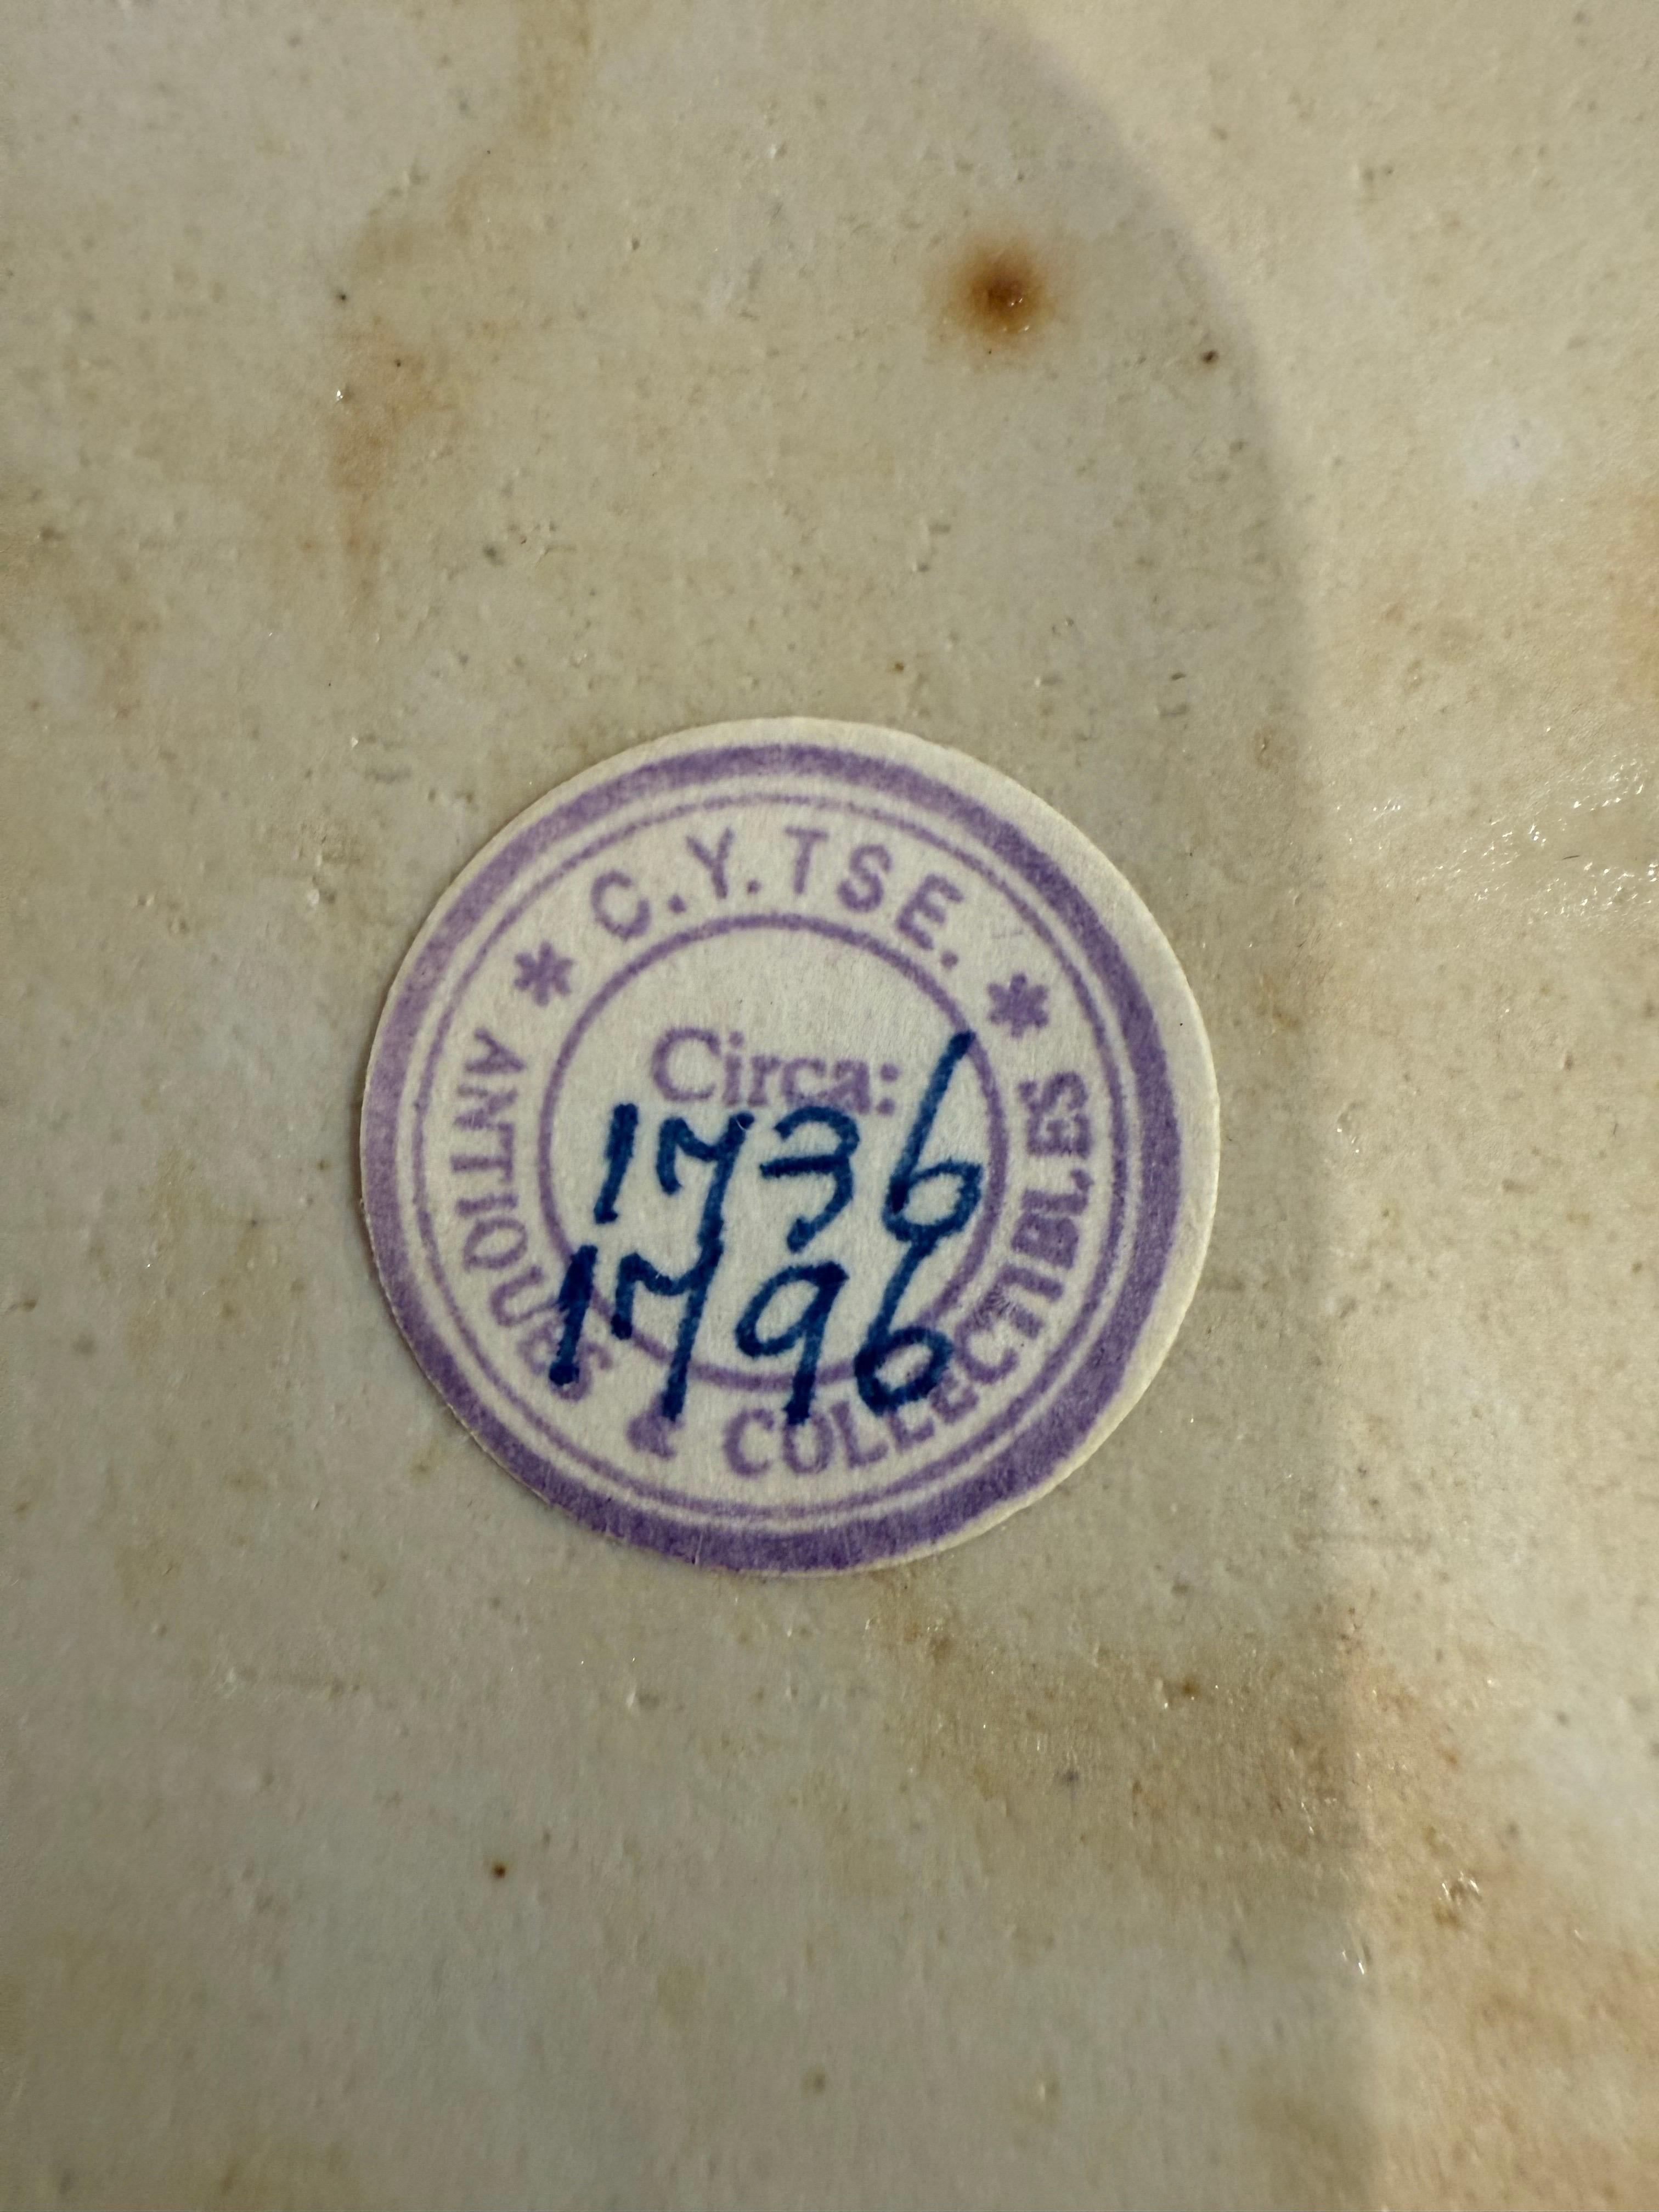 * C.Y.TSE. *
ANTIQUES & COLLECTIBLES
Circa:
1736
1796